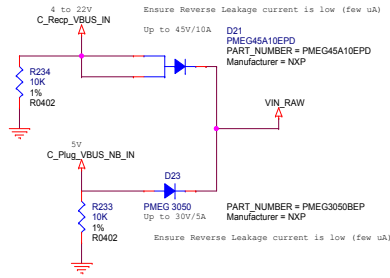 4 to 22V
C_Recp_VBUS_IN
Ensure Reverse Leakage current is low (few uA)
Up to 45V/10A
D21
PMEG45A10EPD
PART_NUMBER = PMEG45A10EPD
Manufacturer = NXP
R234
10K
1%
R0402
VIN_RAW
5V
C_Plug_VBUS_NB_IN
D23
PMEG 3050
Up to 30V/5A
PART_NUMBER = PMEG3050BEP
Manufacturer = NXP
R233
10K
1%
R0402
Ensure Reverse Leakage current is low (few uA)